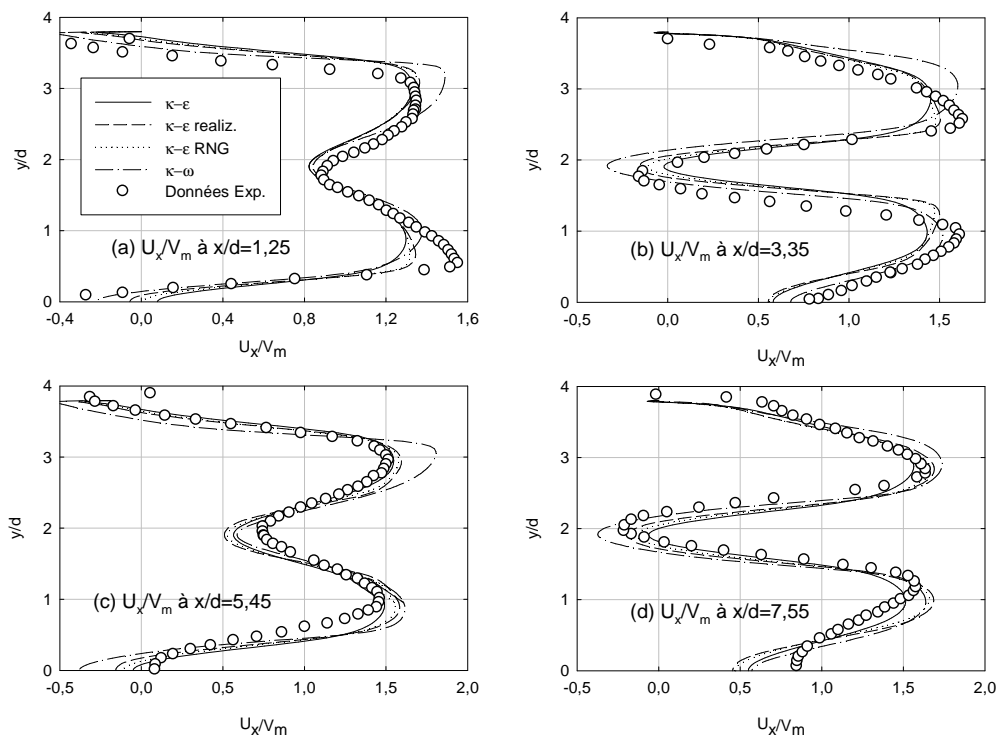 4
3
2
1
0
y/d
κ−ε
κ−ε realiz.
κ−ε RNG
κ−ω
Données Exp.
(a) Ux/Vm à x/d=1,25
-0,4 0,0 0,4 0,8 1,2 1,6
Ux/Vm
4
3
2
1
0
y/d
(b) Ux/Vm à x/d=3,35
-0,5 0,0 0,5 1,0 1,5
Ux/Vm
4
3
2
1
0
y/d
(c) Ux/Vm à x/d=5,45
-0,5 0,0 0,5 1,0 1,5 2,0
Ux/Vm
4
3
2
1
0
y/d
(d) Ux/Vm à x/d=7,55
-0,5 0,0 0,5 1,0 1,5 2,0
Ux/Vm